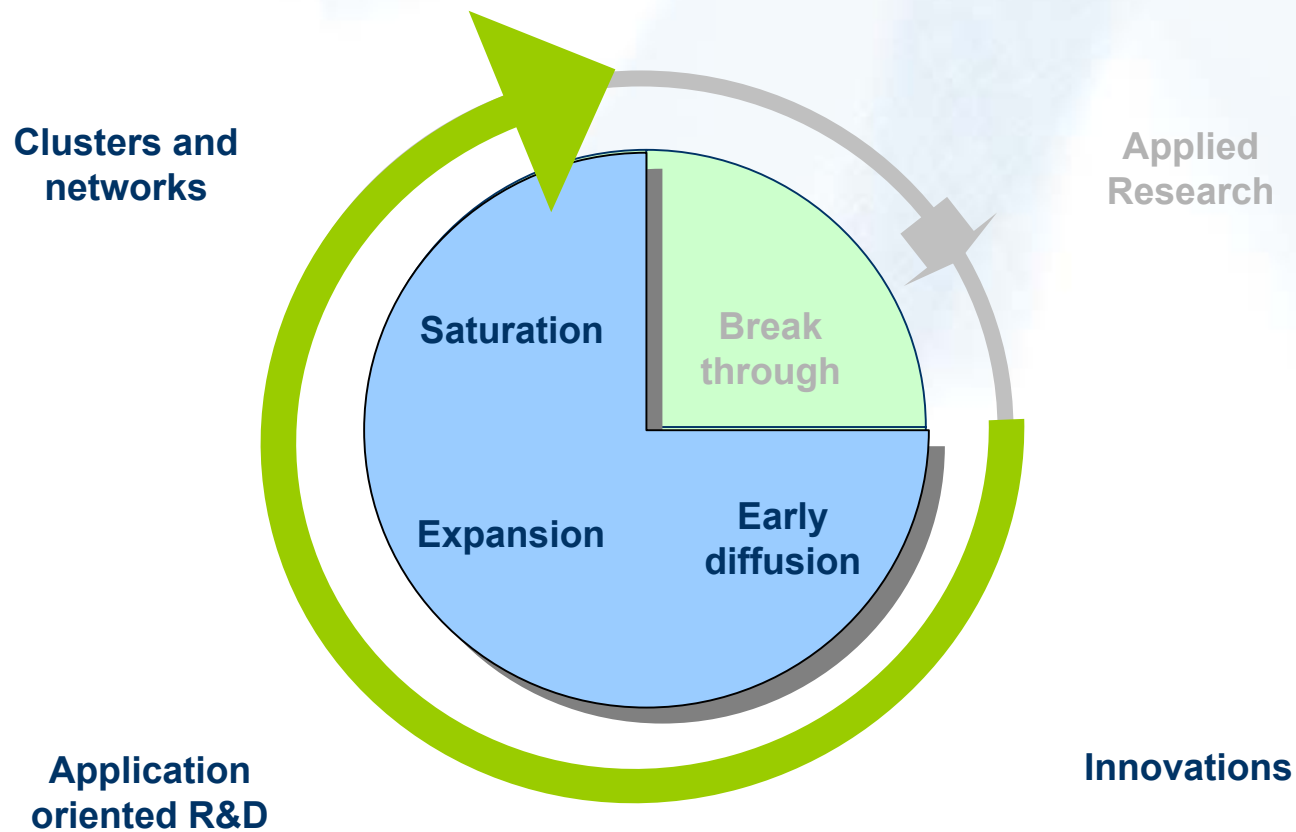 Clusters and
networks
Applied
Research
Saturation
Break
through
Expansion
Early
diffusion
Application
oriented R&D
Innovations